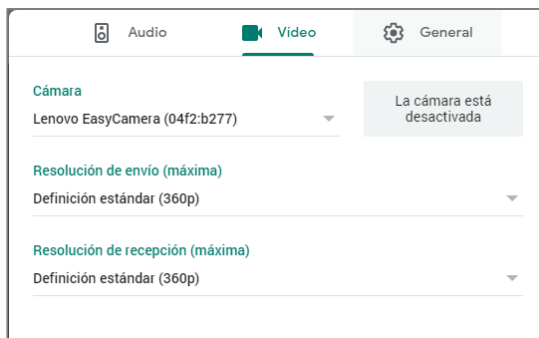 Audio
Vídeo
General
Cámara
Lenovo EasyCamera (04f2:b277)
La cámara está
desactivada
Resolución de envío (máxima)
Definición estándar (360p)
Resolución de recepción (máxima)
Definición estándar (360p)